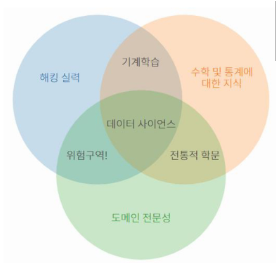 기계학습
해킹 실력
수학 및 통계에
대한 지식
데이터 사이언스
위험구역!
전통적 학문
도메인 전문성